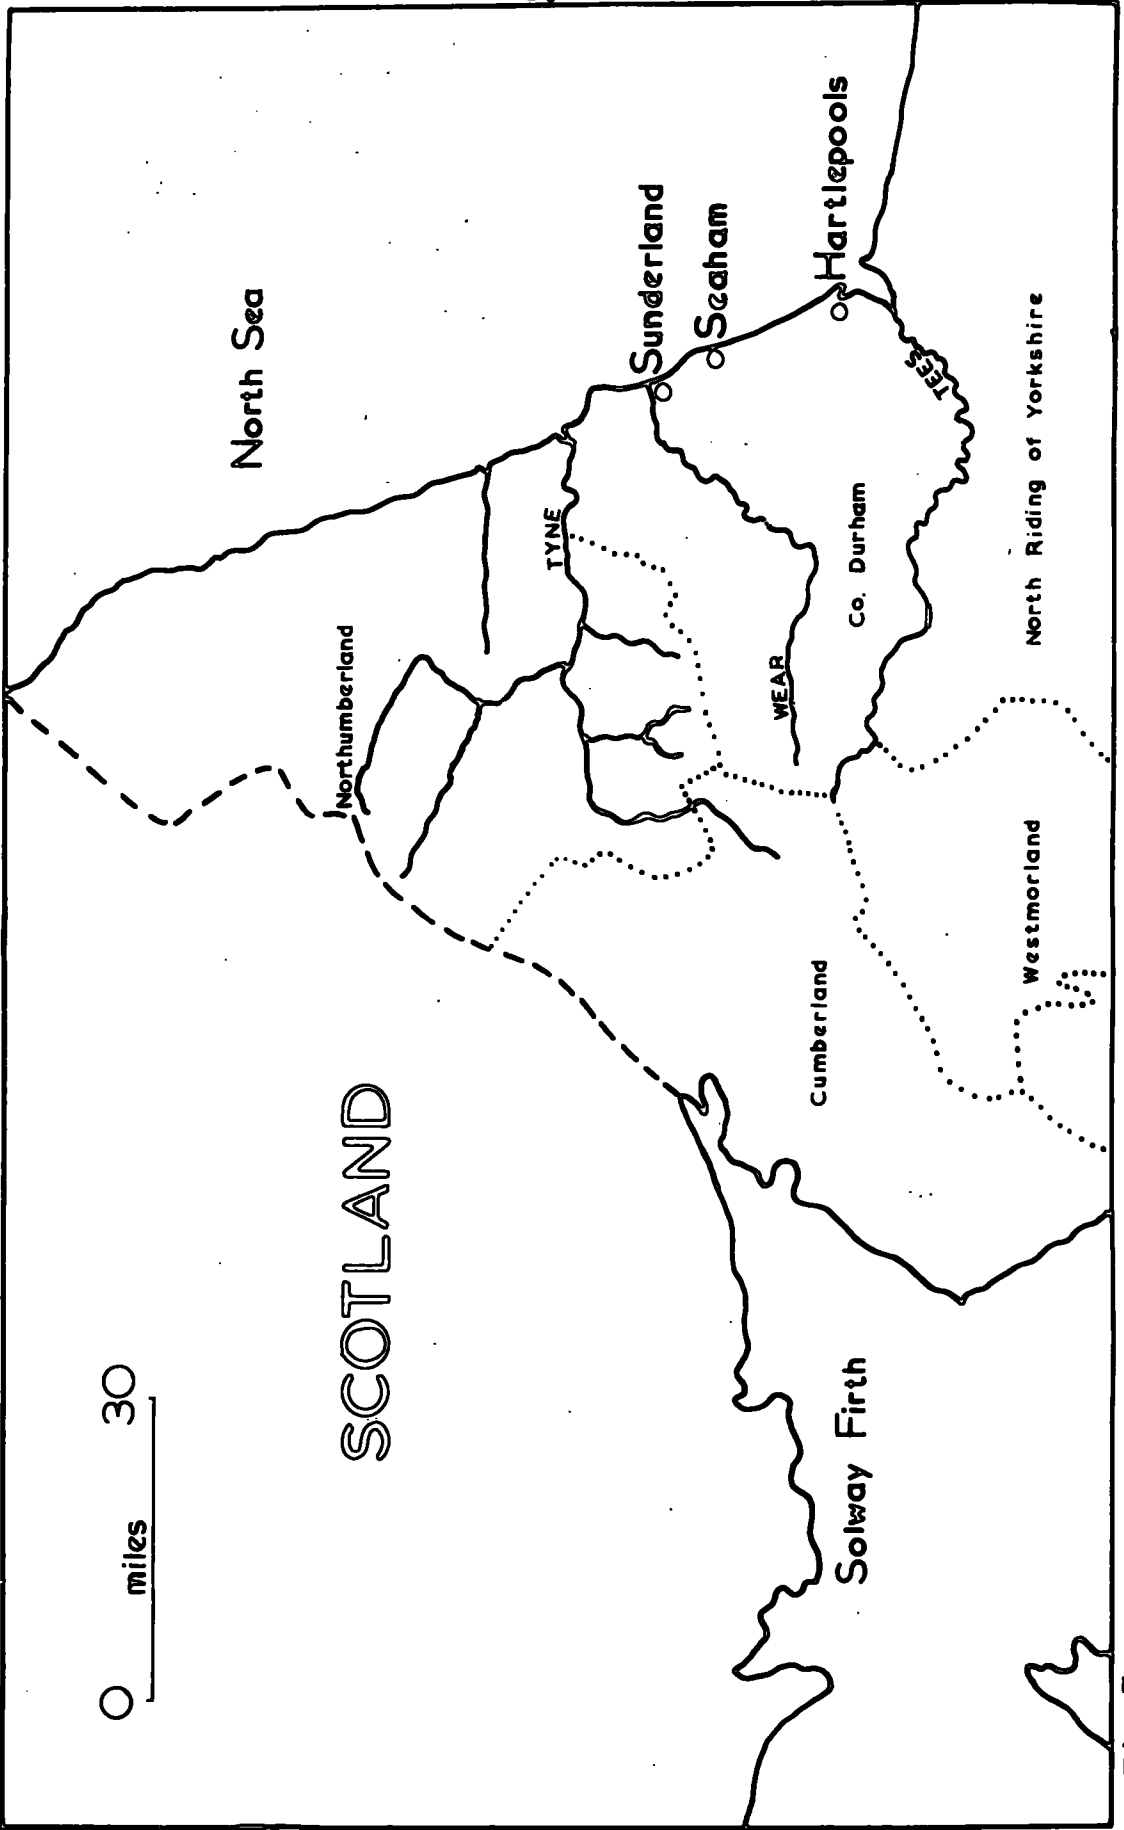 0 30
miles
North Sea
SCOTLAND
Northumberland
TYNE
Sunderland
Seaham
WEAR
Hartlepools
Co. Durham
TEES
Cumberland
Solway Firth
Westmorland
North Riding of Yorkshire